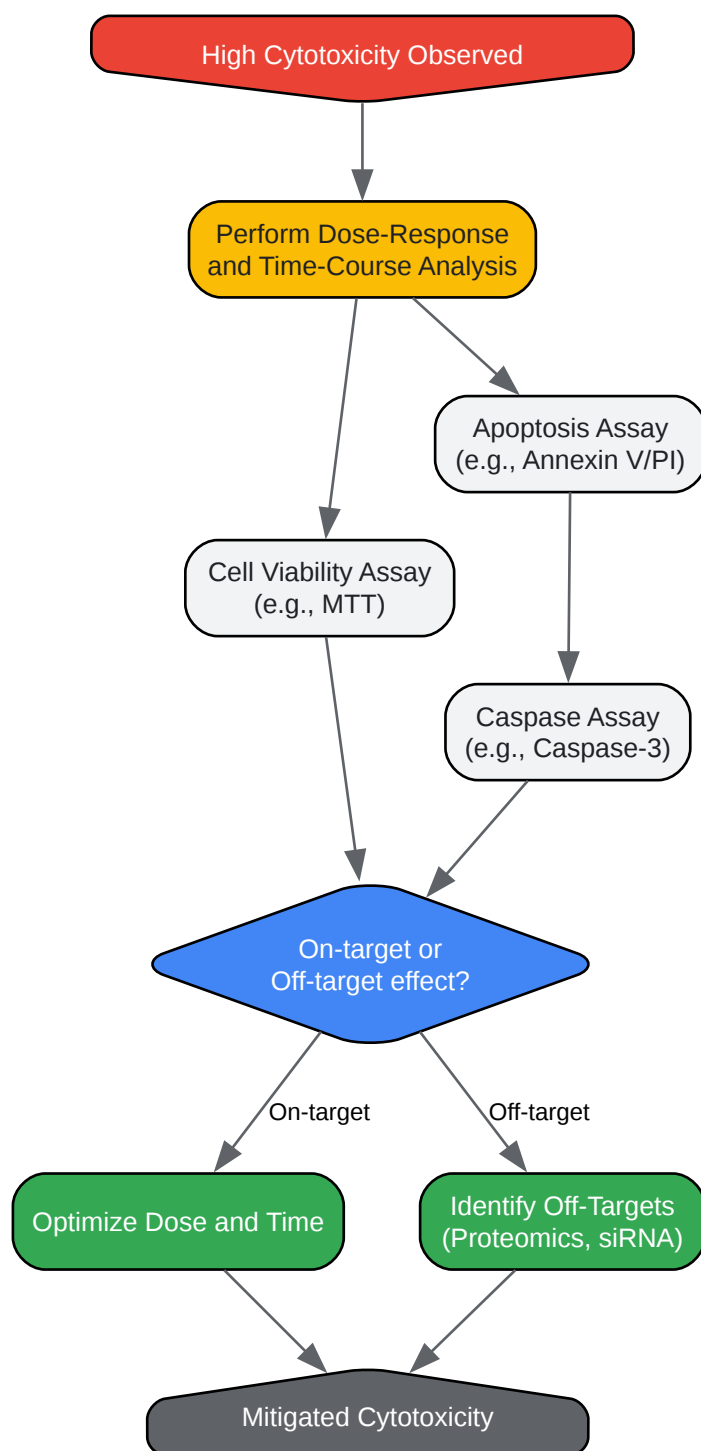 High Cytotoxicity Observed
Perform Dose-Response
and Time-Course Analysis
Apoptosis Assay
(e.g., Annexin V/PI)
Cell Viability Assay
(e.g., MTT)
Caspase Assay
(e.g., Caspase-3)
On-target or
Off-target effect?
On-target
Off-target
Optimize Dose and Time
Identify Off-Targets
(Proteomics, siRNA)
Mitigated Cytotoxicity